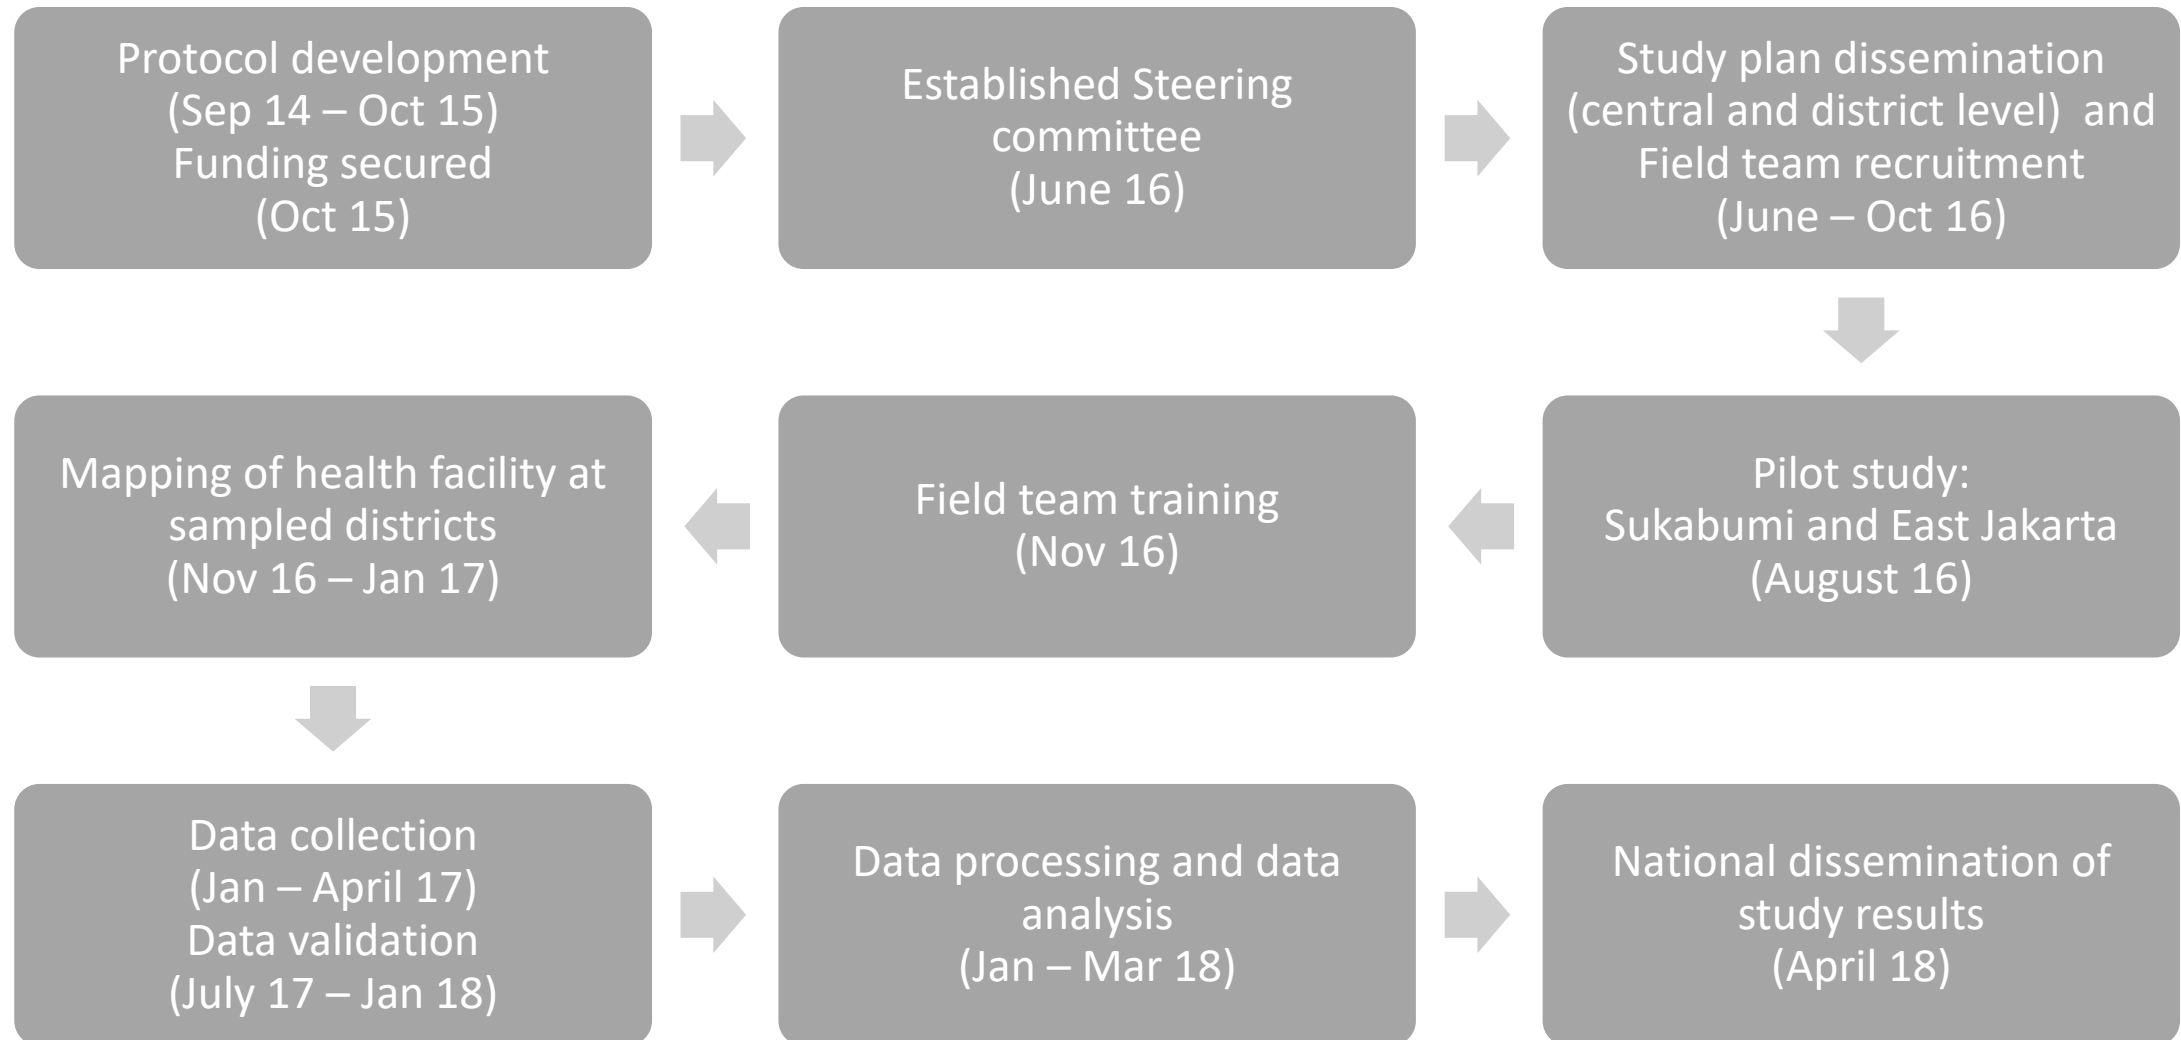 Protocol development
(Sep 14 – Oct 15)
Funding secured
(Oct 15)
Established Steering
committee
(June 16)
Study plan dissemination
(central and district level)  and
Field team recruitment
(June – Oct 16)
Pilot study:
Sukabumi and East Jakarta
(August 16)
Field team training
(Nov 16)
Mapping of health facility at
sampled districts
(Nov 16 – Jan 17)
Data collection
(Jan – April 17)
Data validation
(July 17 – Jan 18)
Data processing and data
analysis
(Jan – Mar 18)
National dissemination of
study results
(April 18)